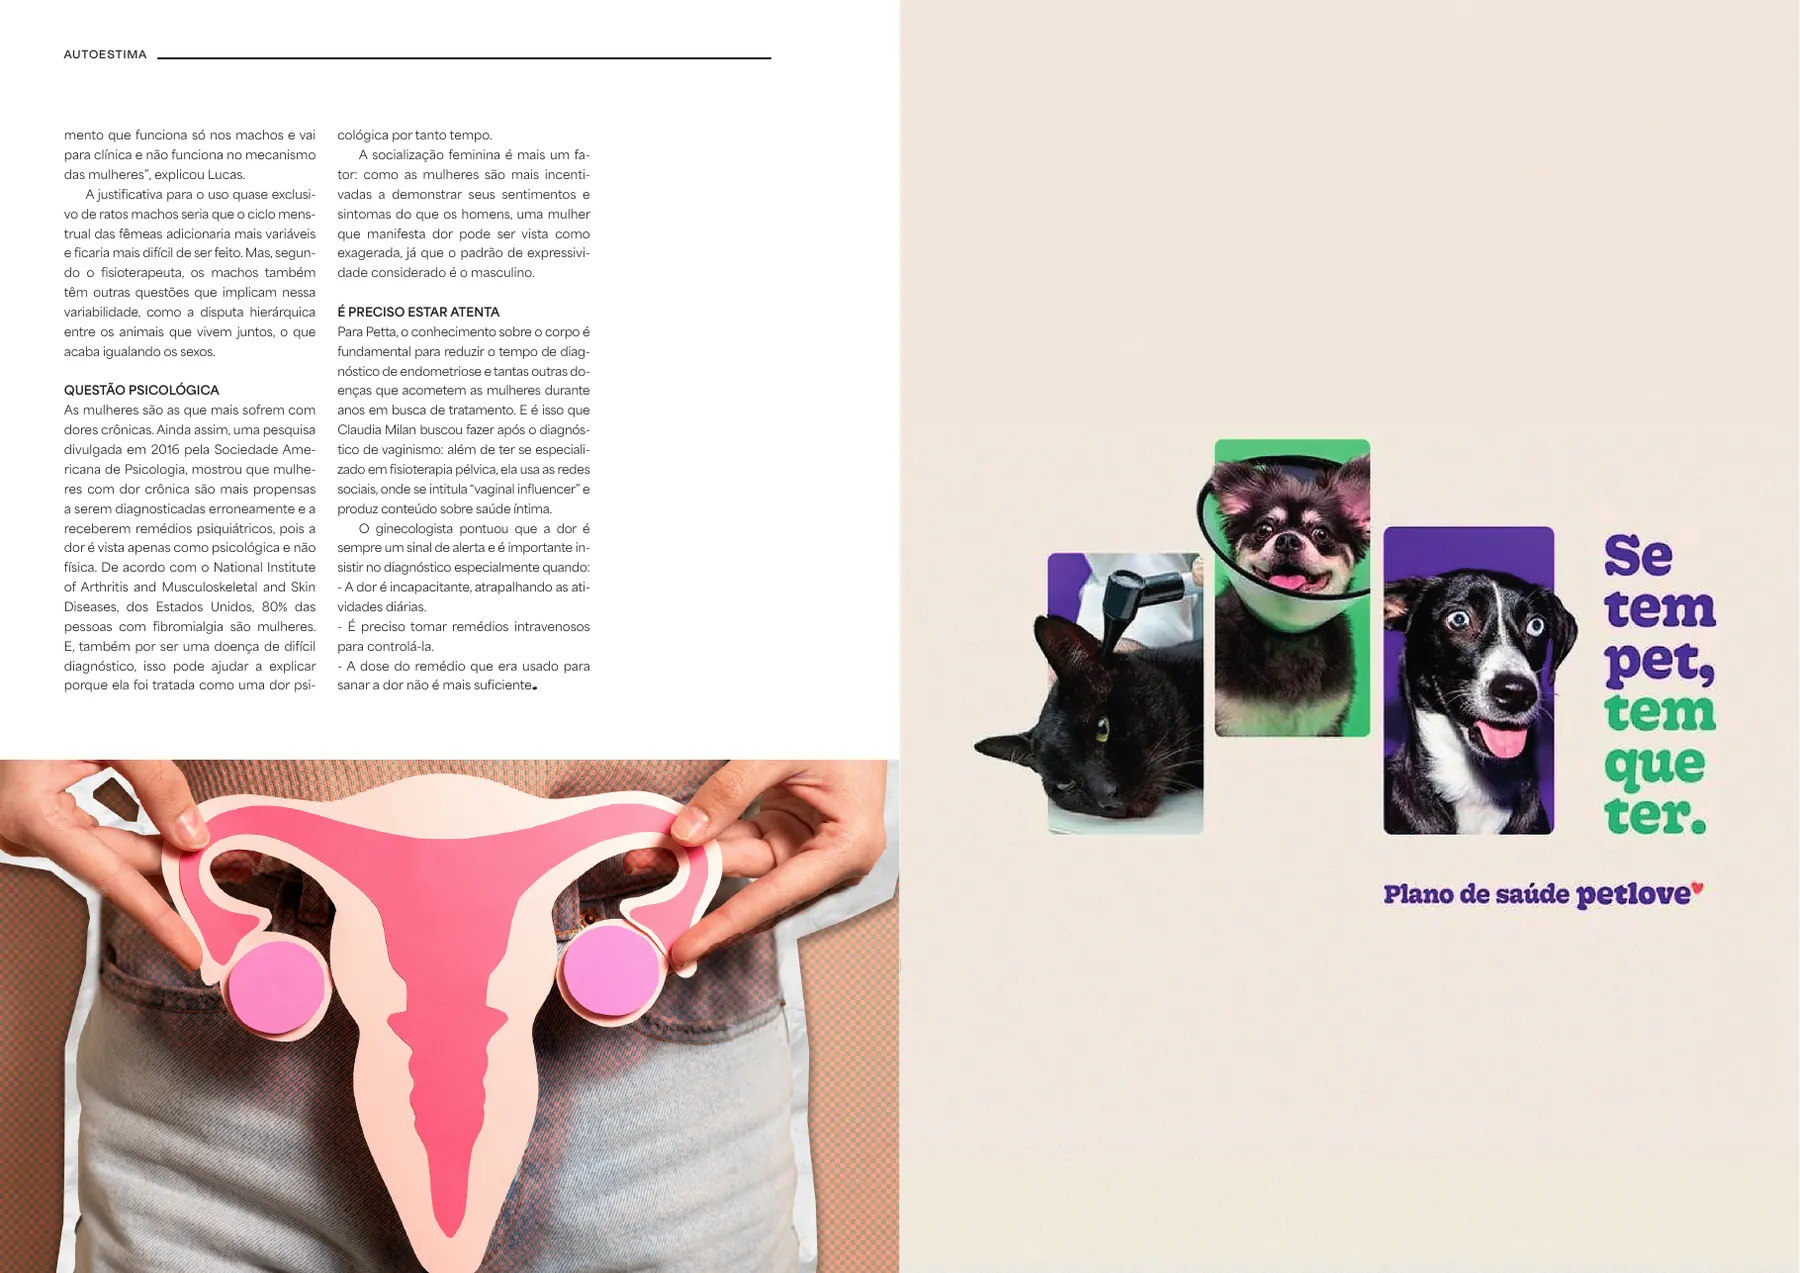 AUTOESTIMA
mento que funciona só nos machos e vai
para clínica e não funciona no mecanismo
das mulheres”, explicou Lucas.
A justificativa para o uso quase exclusi-
vo de ratos machos seria que o ciclo mens-
trual das fêmeas adicionaria mais variáveis
e ficaria mais difícil de ser feito. Mas, segun-
do o fisioterapeuta, os machos também
têm outras questões que implicam nessa
variabilidade, como a disputa hierárquica
entre os animais que vivem juntos, o que
acaba igualando os sexos.
QUESTÃO PSICOLÓGICA
As mulheres são as que mais sofrem com
dores crônicas. Ainda assim, uma pesquisa
divulgada em 2016 pela Sociedade Ame-
ricana de Psicologia, mostrou que mulhe-
res com dor crônica são mais propensas
a serem diagnosticadas erroneamente e a
receberem remédios psiquiátricos, pois a
dor é vista apenas como psicológica e não
física. De acordo com o National Institute
of Arthritis and Musculoskeletal and Skin
Diseases, dos Estados Unidos, 80% das
pessoas com fibromialgia são mulheres.
E, também por ser uma doença de difícil
diagnóstico, isso pode ajudar a explicar
porque ela foi tratada como uma dor psi-
cológica por tanto tempo.
A socialização feminina é mais um fa-
tor: como as mulheres são mais incenti-
vadas a demonstrar seus sentimentos e
sintomas do que os homens, uma mulher
que manifesta dor pode ser vista como
exagerada, já que o padrão de expressivi-
dade considerado é o masculino.
É PRECISO ESTAR ATENTA
Para Petta, o conhecimento sobre o corpo é
fundamental para reduzir o tempo de diag-
nóstico de endometriose e tantas outras do-
enças que acometem as mulheres durante
anos em busca de tratamento. E é isso que
Claudia Milan buscou fazer após o diagnós-
tico de vaginismo: além de ter se especiali-
zado em fisioterapia pélvica, ela usa as redes
sociais, onde se intitula “vaginal influencer” e
produz conteúdo sobre saúde íntima.
O ginecologista pontuou que a dor é
sempre um sinal de alerta e é importante in-
sistir no diagnóstico especialmente quando:
- A dor é incapacitante, atrapalhando as ati-
vidades diárias.
- É preciso tomar remédios intravenosos
para controlá-la.
- A dose do remédio que era usado para
sanar a dor não é mais suficiente.
Se
tem
pet,
tem
que
ter.
Plano de saúde petlove